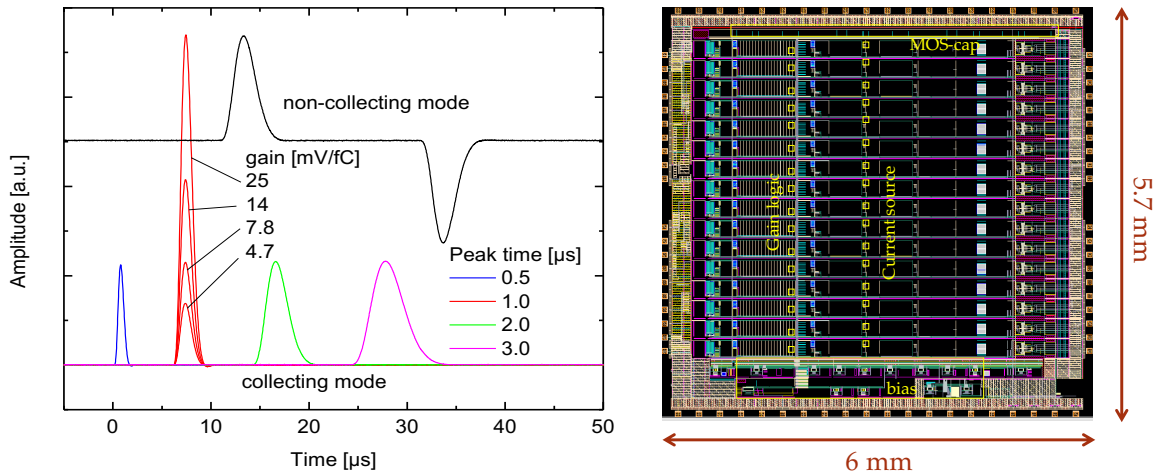 non-collecting mode
gain [mV/fC]
25
14
7.8
4.7
Peak time [µs]
0.5
1.0
2.0
3.0
collecting mode
Amplitude [a.u.]
0 10 20 30 40 50
Time [µs]
MOS-cap
Gain logic
Current source
bias
5.7 mm
6 mm